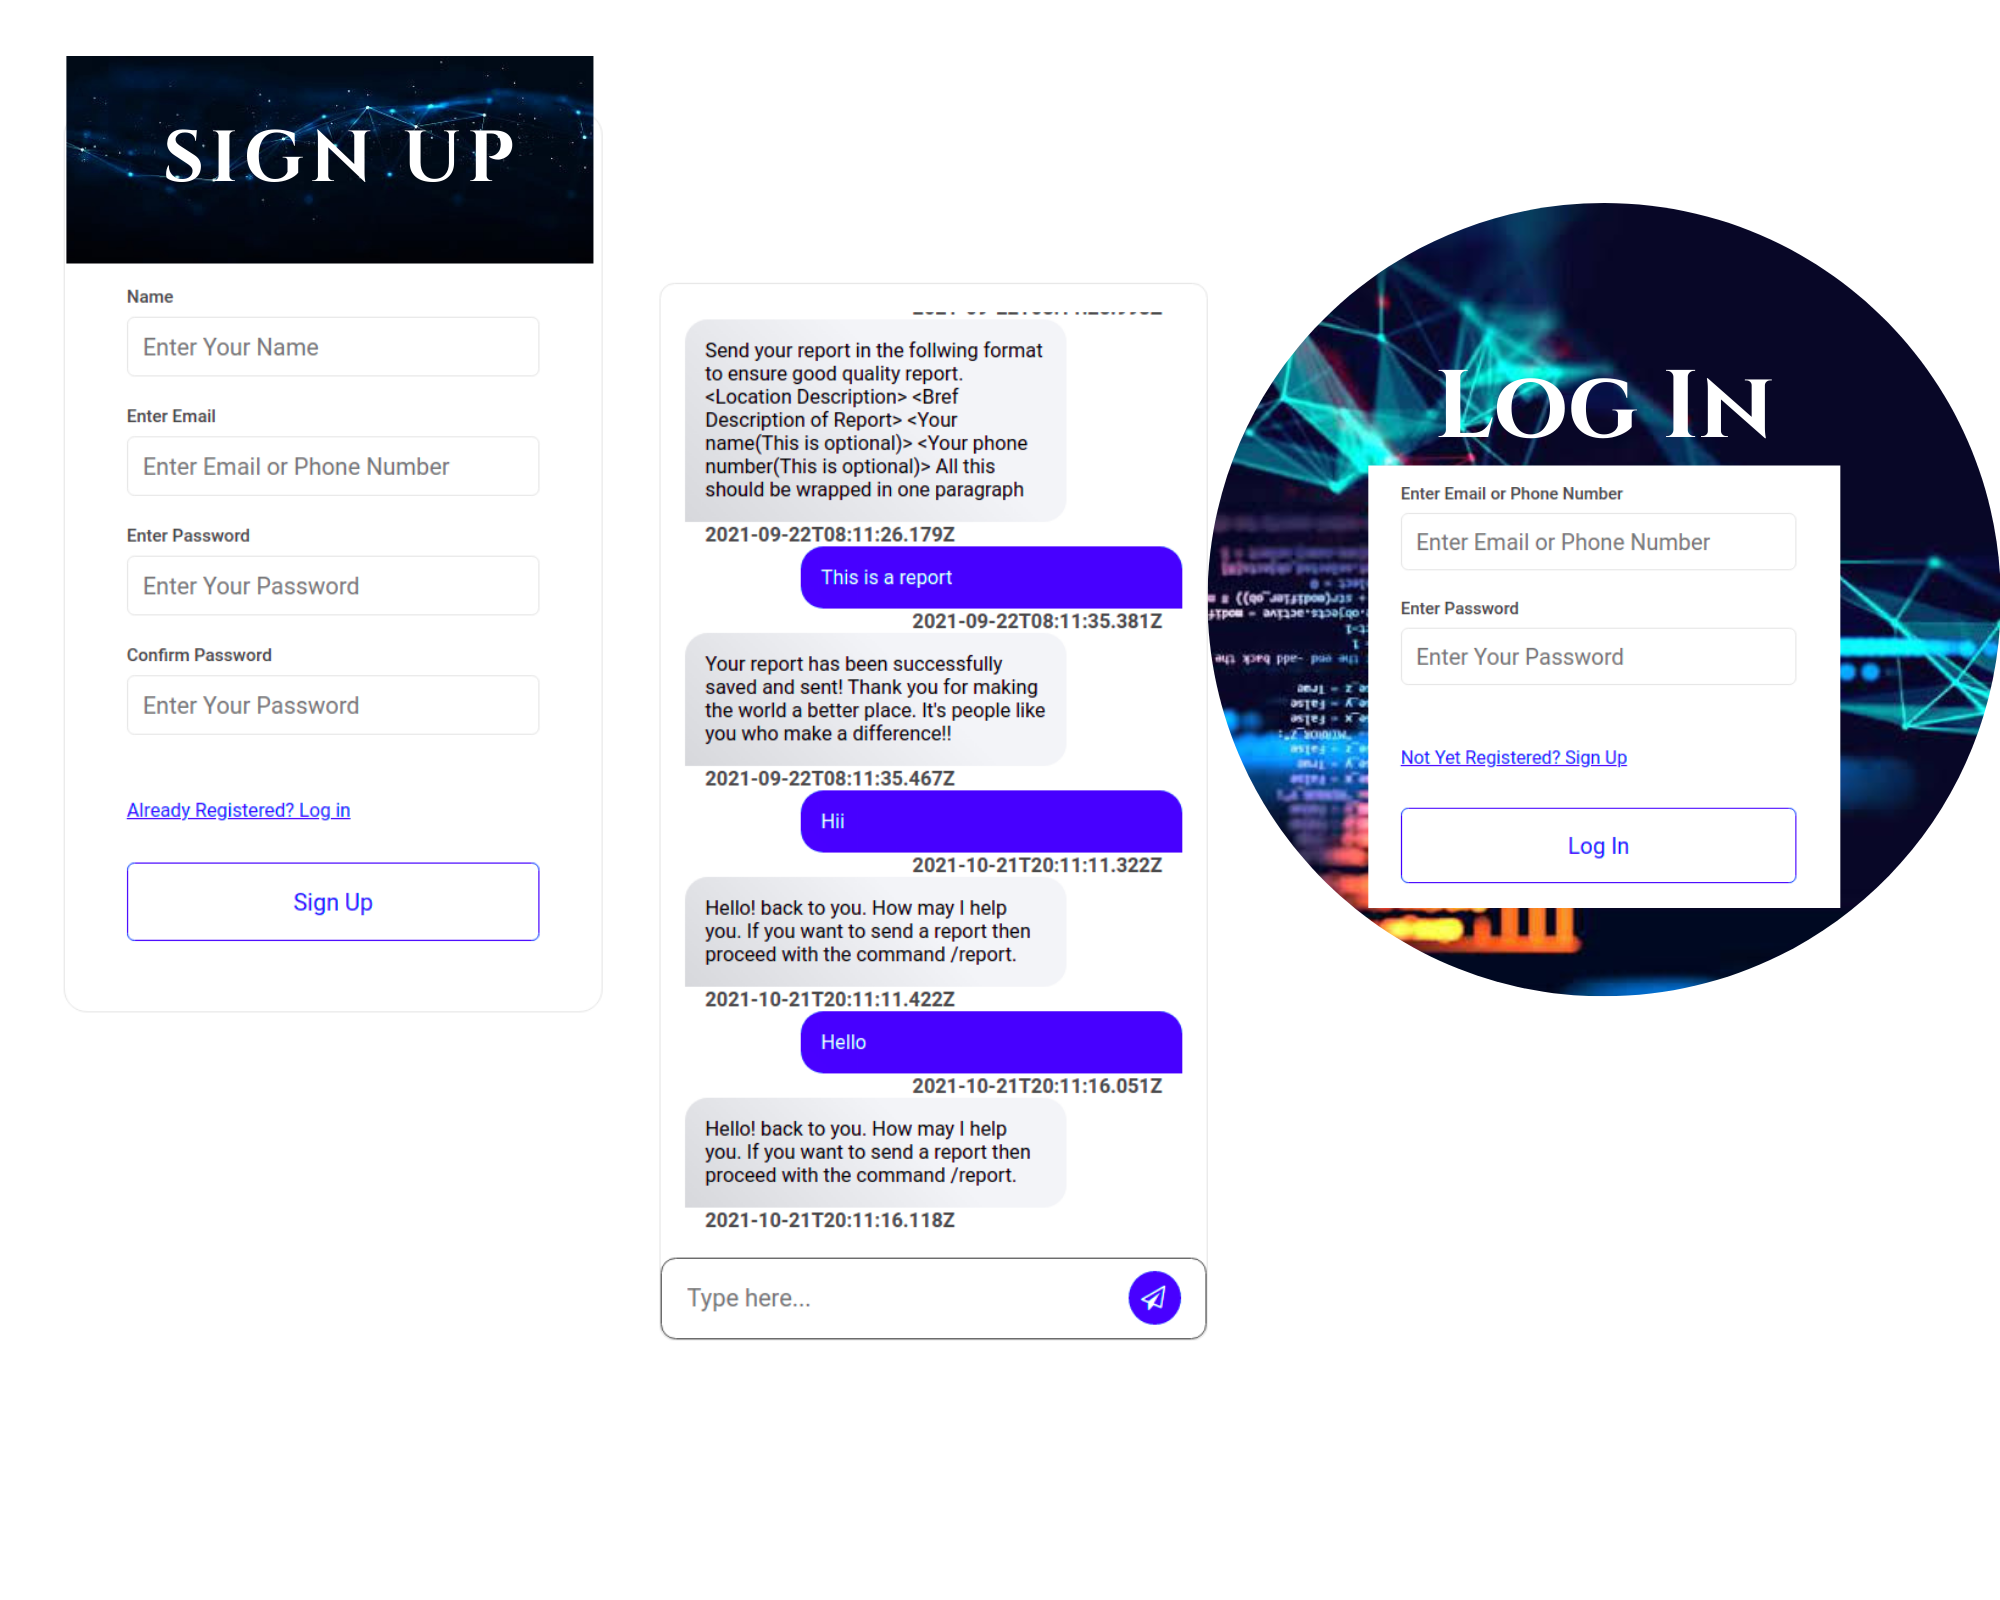 SIGN UP
Name
Enter Your Name
Enter Email
Enter Email or Phone Number
Enter Password
Enter Your Password
Confirm Password
Enter Your Password
Already Registered? Log in
Sign Up
Send your report in the follwing format
to ensure good quality report.
<Location Description> <Bref
Description of Report> <Your
name(This is optional)> <Your phone
number(This is optional)> All this
should be wrapped in one paragraph
2021-09-22T08:11:26.179Z
This is a report
2021-09-22T08:11:35.381Z
Your report has been successfully
saved and sent! Thank you for making
the world a better place. It's people like
you who make a difference!!
2021-09-22T08:11:35.467Z
Hii
2021-10-21T20:11:11.322Z
Hello! back to you. How may I help
you. If you want to send a report then
proceed with the command /report.
2021-10-21T20:11:11.422Z
Hello
2021-10-21T20:11:16.051Z
Hello! back to you. How may I help
you. If you want to send a report then
proceed with the command /report.
2021-10-21T20:11:16.118Z
Type here...
Log In
Enter Email or Phone Number
Enter Email or Phone Number
Enter Password
Enter Your Password
Not Yet Registered? Sign Up
Log In